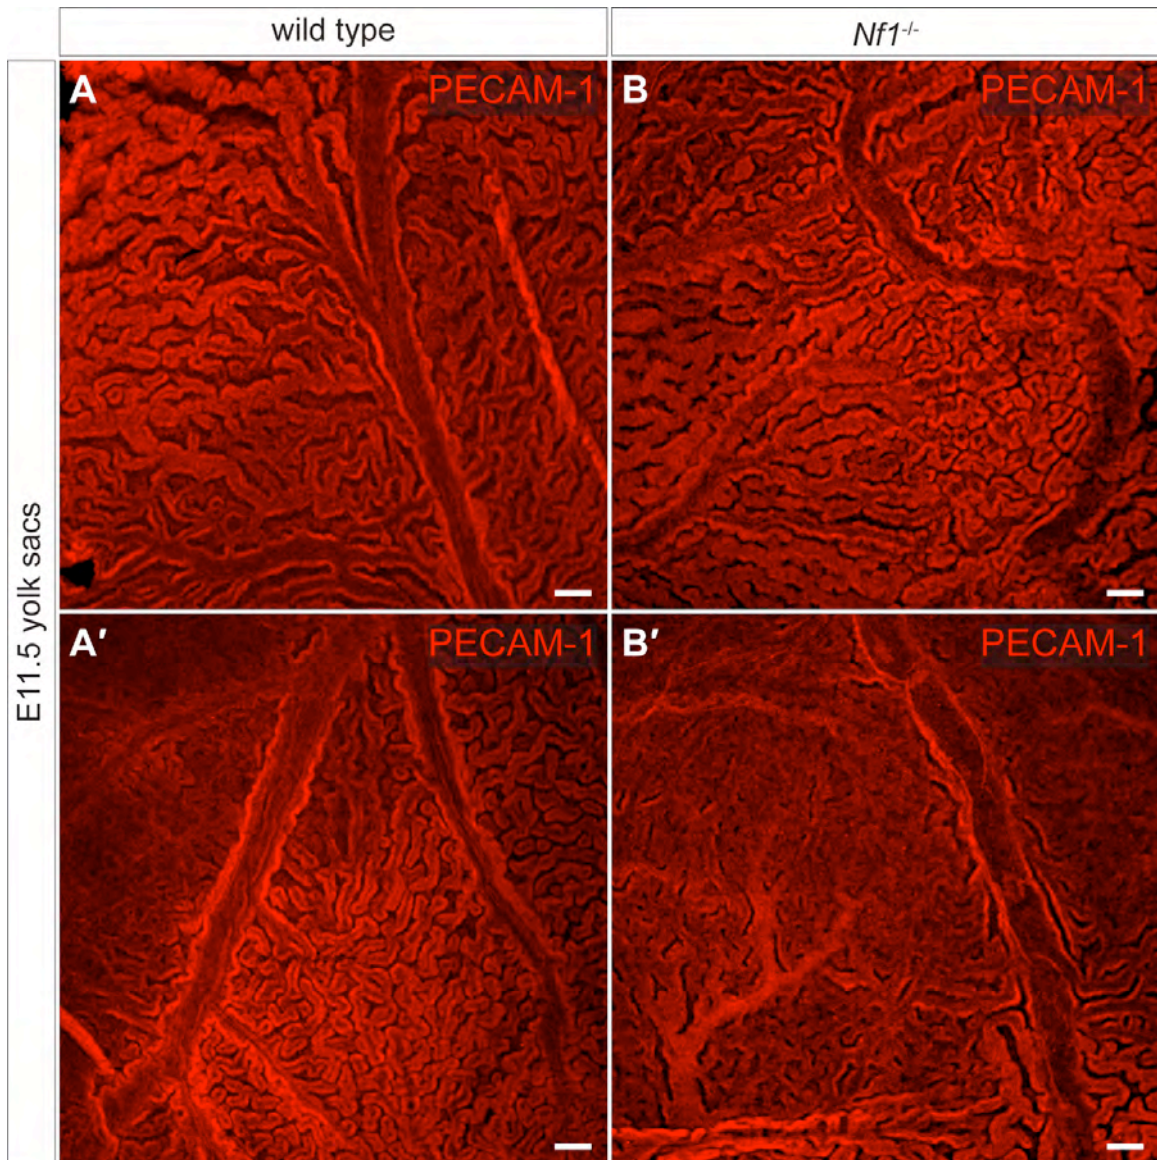 wild type
Nf1-/-
E11.5 yolk sacs
A
PECAM-1
B
PECAM-1
A′
PECAM-1
B′
PECAM-1